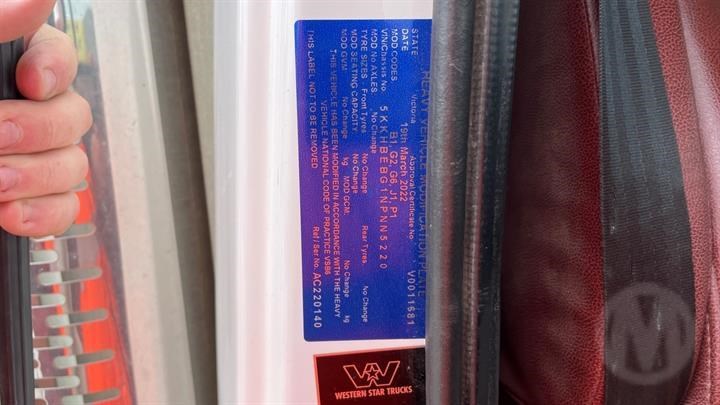 HEAVY VEHICLE MODIFICATION PLATE
STATE Victoria Approval Certificate No. V0011681
DATE 19th March 2022
MOD CODES B1, G2, G6, J1, P1
VIN/Chassis No. 5KKHBEBG1NPNN5220
MOD No AXLES No Change
TYRE SIZES Front Tyres No Change Rear Tyres No Change
MOD SEATING CAPACITY: No Change
MOD GVM: No Change kg MOD GCM: No Change kg
THIS VEHICLE HAS BEEN MODIFIED IN ACCORDANCE WITH THE HEAVY
VEHICLE NATIONAL CODE OF PRACTICE VSB6
THIS LABEL NOT TO BE REMOVED Ref / Ser No. AC220140
WESTERN STAR TRUCKS
M